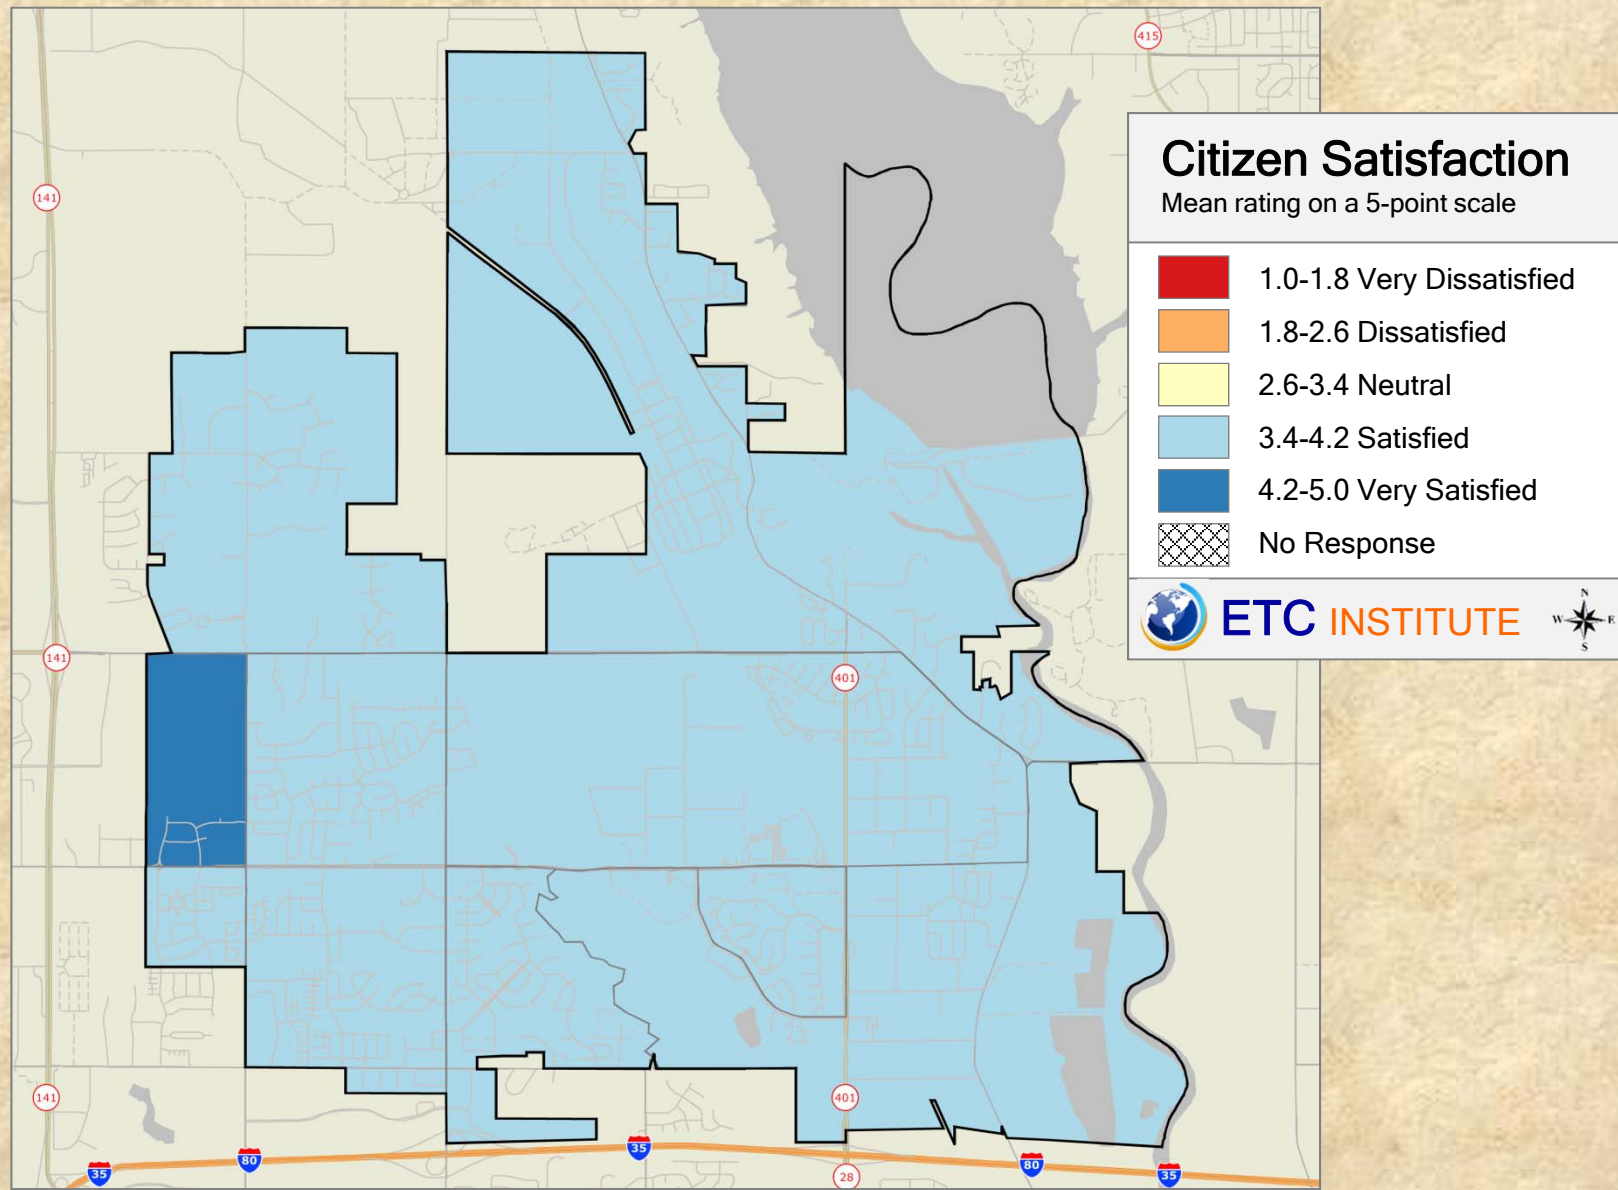 415
141
Citizen Satisfaction
Mean rating on a 5-point scale
1.0-1.8 Very Dissatisfied
1.8-2.6 Dissatisfied
2.6-3.4 Neutral
3.4-4.2 Satisfied
4.2-5.0 Very Satisfied
No Response
ETC INSTITUTE
N
W E
S
141
401
141
401
35
80
35
80
35
28